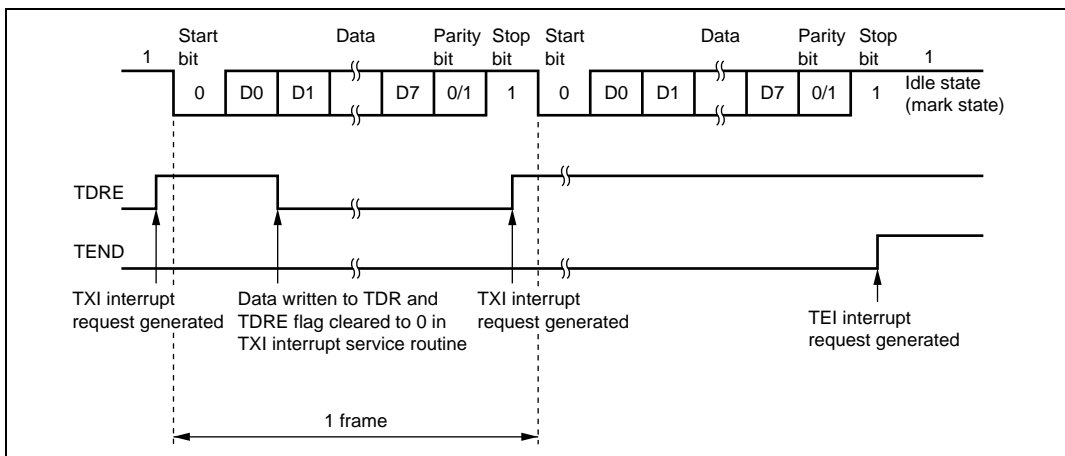 1
Start bit
Data
Parity bit
Stop bit
Start bit
Data
Parity bit
Stop bit
1
0 D0 D1 D7 0/1 1 0 D0 D1 D7 0/1 1
Idle state
(mark state)
TDRE
TEND
TXI interrupt
request generated
Data written to TDR and
TDRE flag cleared to 0 in
TXI interrupt service routine
TXI interrupt
request generated
TEI interrupt
request generated
1 frame